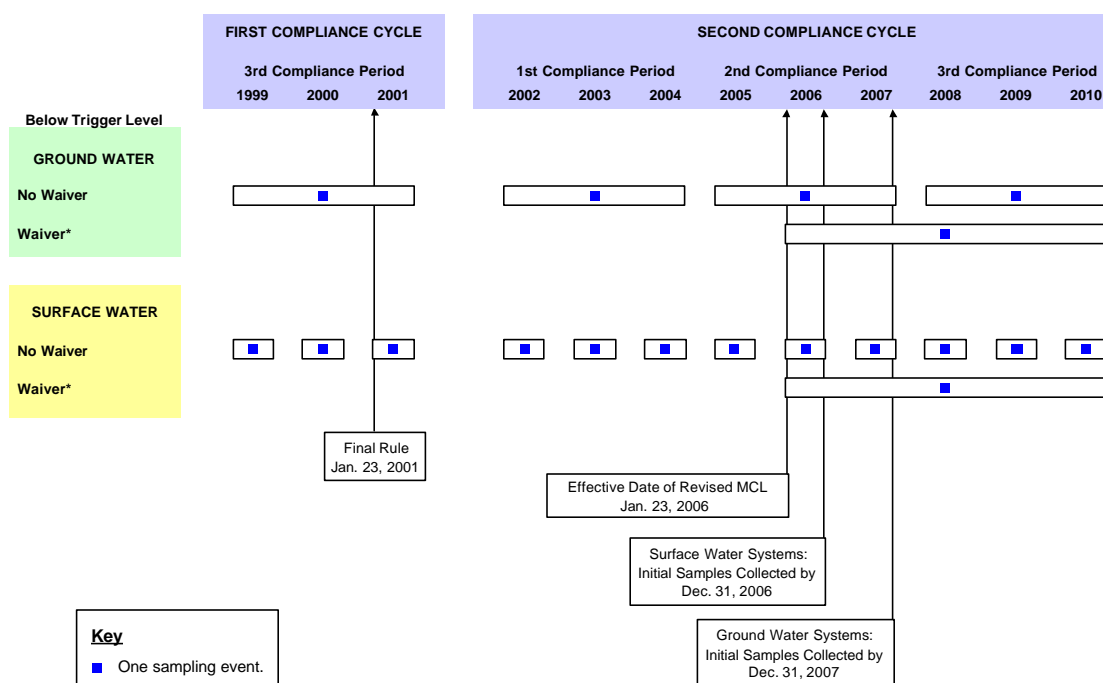 FIRST COMPLIANCE CYCLE
SECOND COMPLIANCE CYCLE
3rd Compliance Period
1st Compliance Period
2nd Compliance Period
3rd Compliance Period
1999 2000 2001 2002 2003 2004 2005 2006 2007 2008 2009 2010
Below Trigger Level
GROUND WATER
No Waiver
Waiver*
SURFACE WATER
No Waiver
Waiver*
Final Rule
Jan. 23, 2001
Effective Date of Revised MCL
Jan. 23, 2006
Surface Water Systems:
Initial Samples Collected by
Dec. 31, 2006
Ground Water Systems:
Initial Samples Collected by
Dec. 31, 2007
Key
One sampling event.